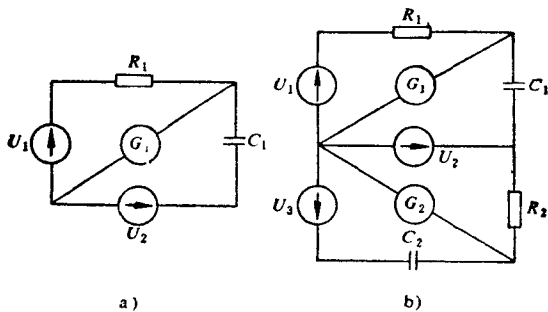 R₁
U₁
G₁
C₁
U₂
a)
R₁
U₁
G₁
C₁
U₂
U₃
G₂
R₂
C₂
b)